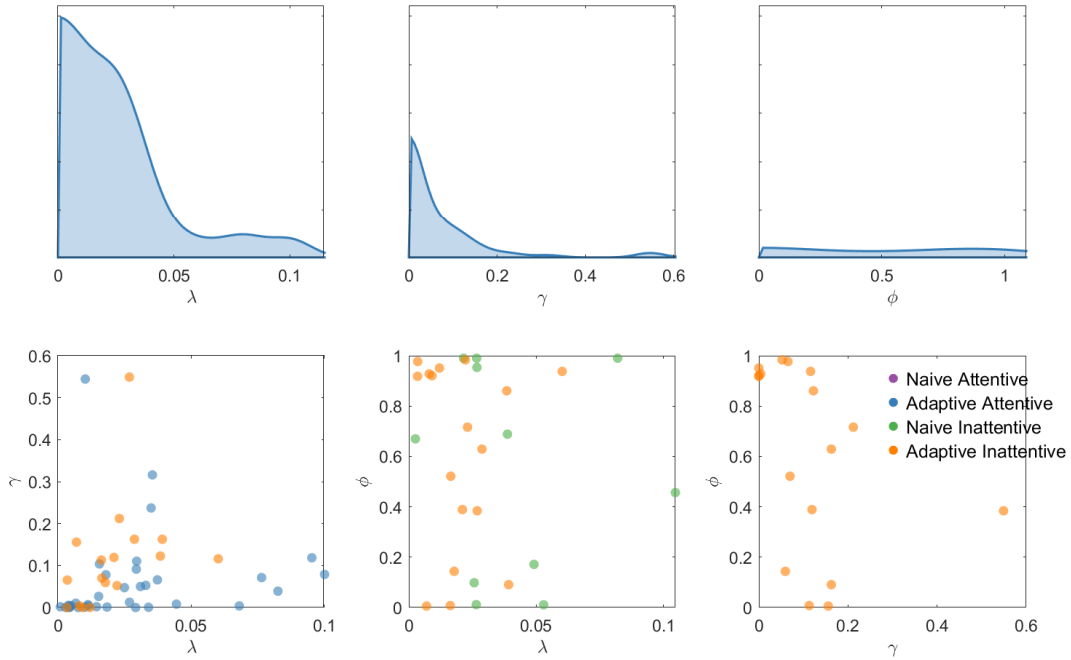 0 0.05 0.1
λ
0 0.2 0.4 0.6
γ
0 0.5 1
ϕ
0.6
0.5
0.4
0.3
0.2
0.1
0
γ
0 0.05 0.1
λ
1
0.8
0.6
0.4
0.2
0
ϕ
0 0.05 0.1
λ
1
0.8
0.6
0.4
0.2
0
ϕ
0 0.2 0.4 0.6
γ
Naive Attentive
Adaptive Attentive
Naive Inattentive
Adaptive Inattentive